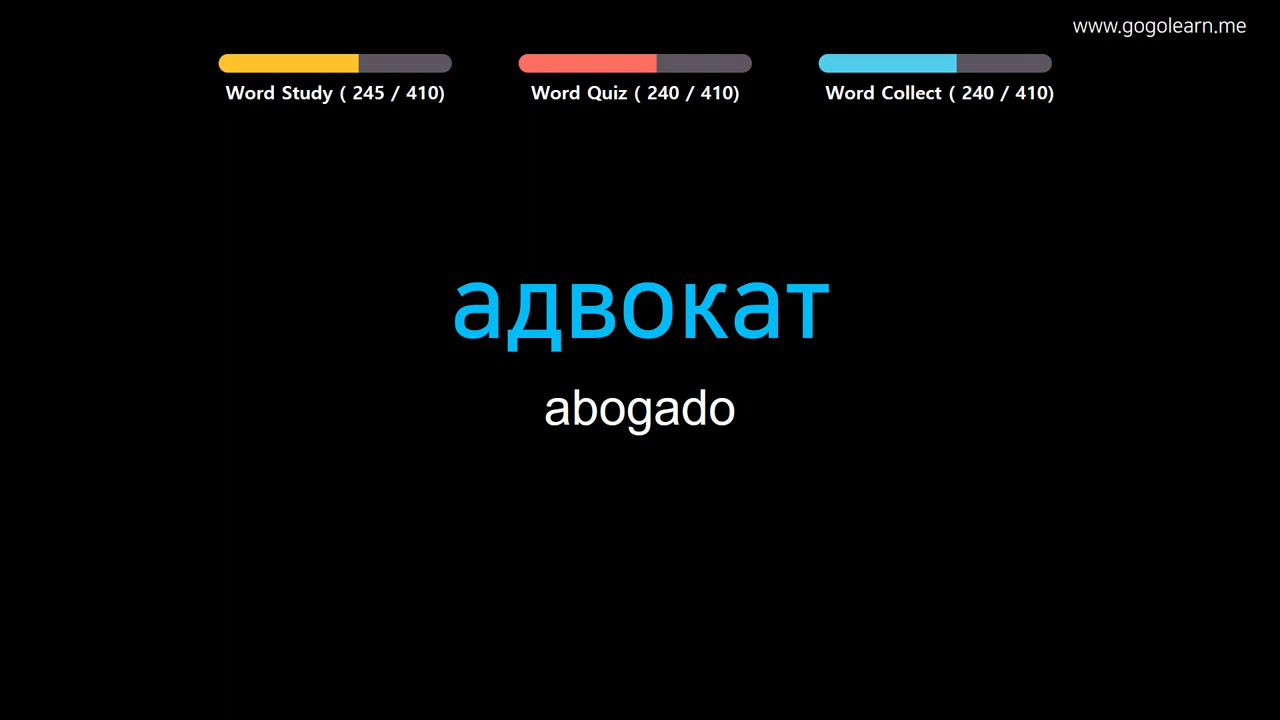 www.gogolearn.me
Word Study ( 245 / 410)
Word Quiz ( 240 / 410)
Word Collect ( 240 / 410)
адвокат
abogado